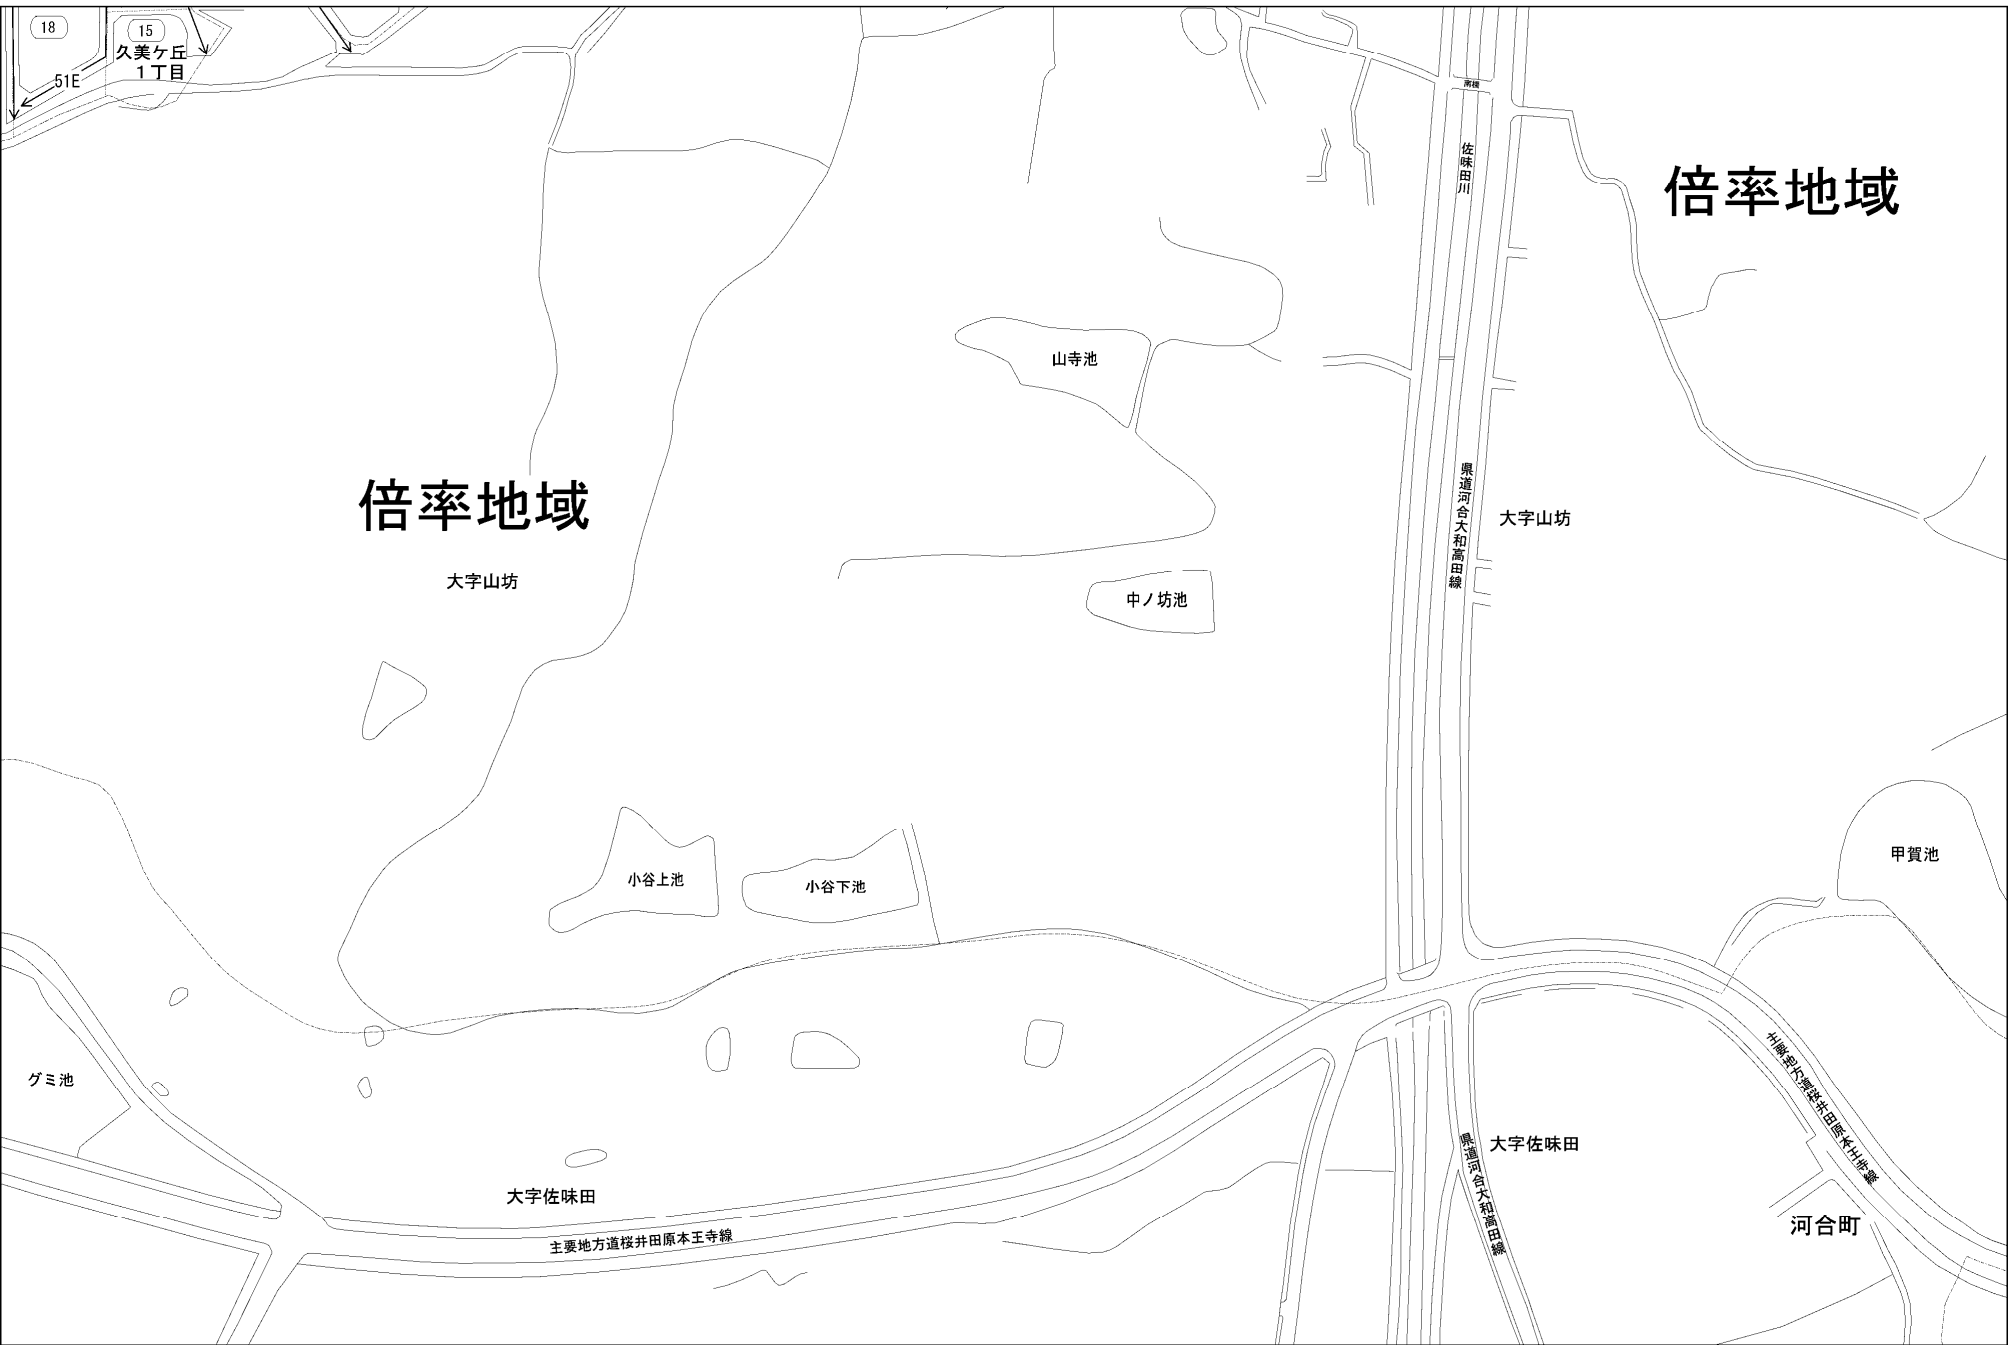 18
15
久美ケ丘
1丁目
51E
南橋
佐味田川
倍率地域
山寺池
県道河合大和高田線
倍率地域
大字山坊
大字山坊
中ノ坊池
小谷上池
小谷下池
甲賀池
グミ池
主要地方道桜井田原本王寺線
県道河合大和高田線
大字佐味田
大字佐味田
河合町
主要地方道桜井田原本王寺線